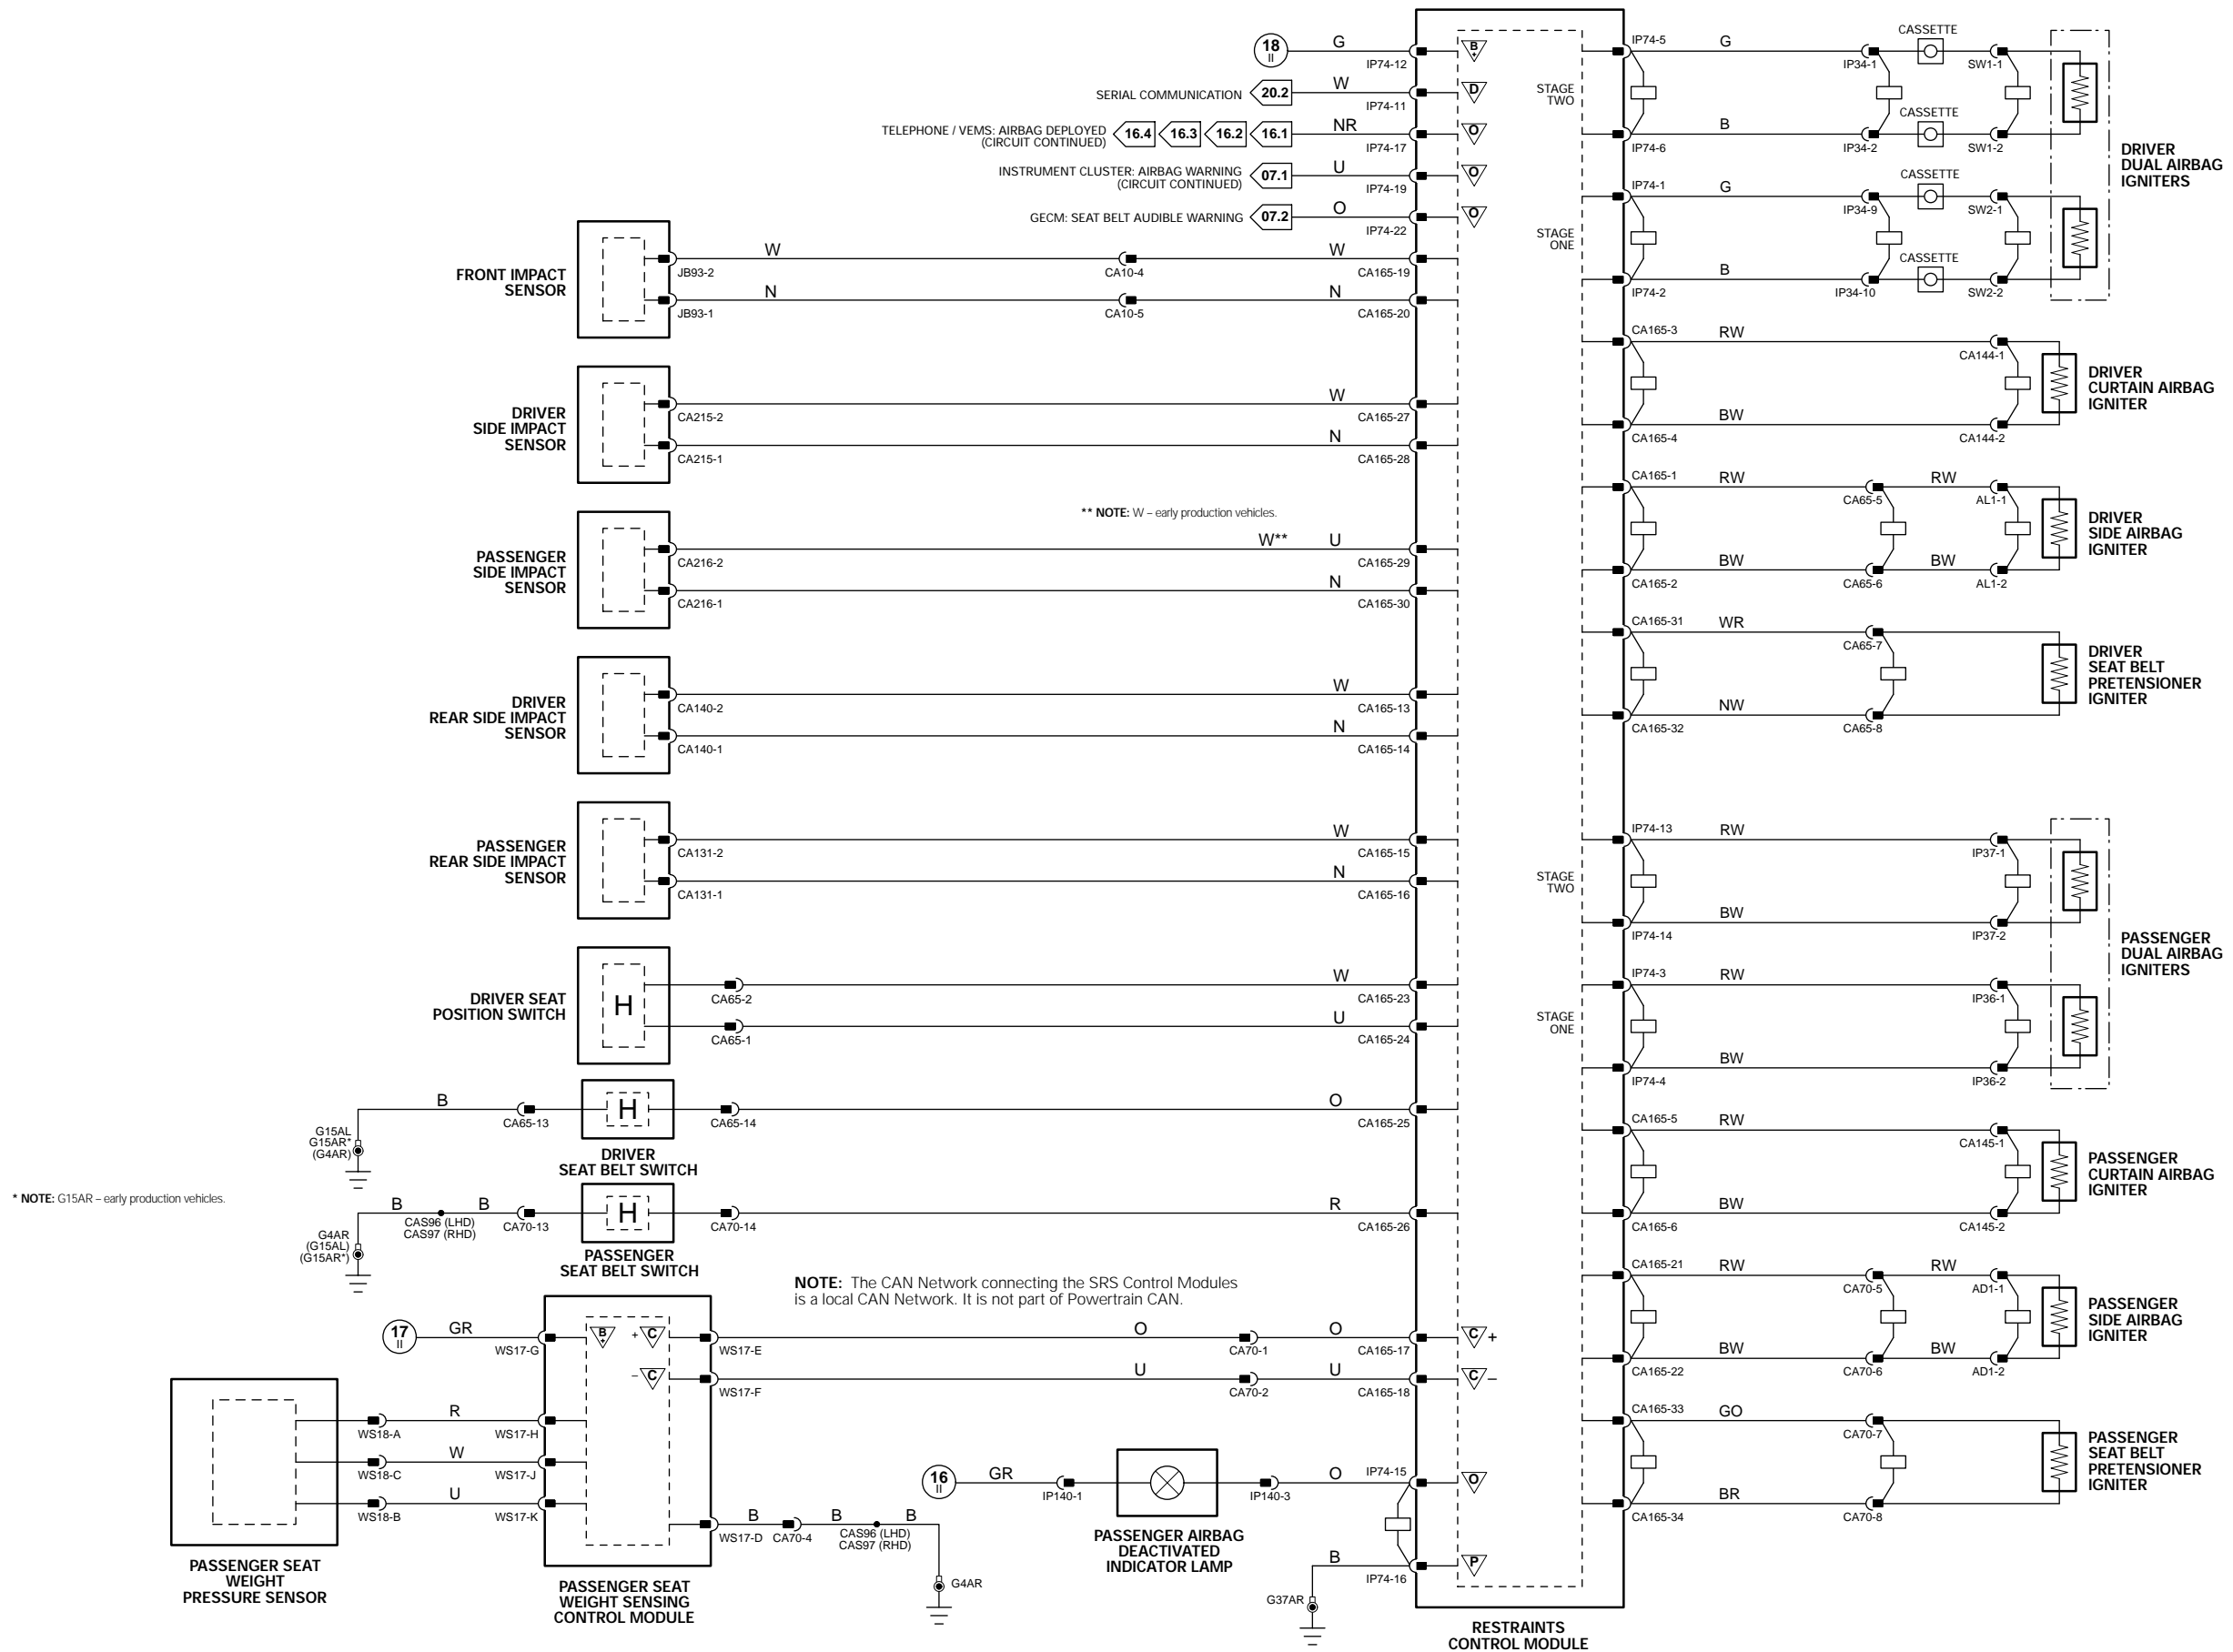 18
II
G
IP74-12
B
+
SERIAL COMMUNICATION
20.2
W
IP74-11
D
TELEPHONE / VEMS: AIRBAG DEPLOYED
(CIRCUIT CONTINUED)
16.4
16.3
16.2
16.1
NR
IP74-17
O
INSTRUMENT CLUSTER: AIRBAG WARNING
(CIRCUIT CONTINUED)
07.1
U
IP74-19
O
GECM: SEAT BELT AUDIBLE WARNING
07.2
O
IP74-22
O
FRONT IMPACT
SENSOR
W
JB93-2
CA10-4
W
CA165-19
N
JB93-1
CA10-5
N
CA165-20
DRIVER
SIDE IMPACT
SENSOR
CA215-2
W
CA165-27
CA215-1
N
CA165-28
** NOTE: W – early production vehicles.
PASSENGER
SIDE IMPACT
SENSOR
CA216-2
W**
U
CA165-29
CA216-1
N
CA165-30
DRIVER
REAR SIDE IMPACT
SENSOR
CA140-2
W
CA165-13
CA140-1
N
CA165-14
PASSENGER
REAR SIDE IMPACT
SENSOR
CA131-2
W
CA165-15
CA131-1
N
CA165-16
DRIVER SEAT
POSITION SWITCH
H
CA65-2
W
CA165-23
CA65-1
U
CA165-24
G15AL
G15AR*
(G4AR)
B
CA65-13
H
CA65-14
O
CA165-25
DRIVER
SEAT BELT SWITCH
* NOTE: G15AR – early production vehicles.
G4AR
(G15AL)
(G15AR*)
B
CAS96 (LHD)
CAS97 (RHD)
B
CA70-13
H
CA70-14
R
CA165-26
PASSENGER
SEAT BELT SWITCH
NOTE: The CAN Network connecting the SRS Control Modules
is a local CAN Network. It is not part of Powertrain CAN.
17
II
GR
WS17-G
B
+
+
C
WS17-E
O
CA70-1
O
CA165-17
C
+
–
C
WS17-F
U
CA70-2
U
CA165-18
C
–
WS18-A
R
WS17-H
WS18-C
W
WS17-J
WS18-B
U
WS17-K
PASSENGER SEAT
WEIGHT
PRESSURE SENSOR
WS17-D
B
CA70-4
B
CAS96 (LHD)
CAS97 (RHD)
B
G4AR
PASSENGER SEAT
WEIGHT SENSING
CONTROL MODULE
16
II
GR
IP140-1
IP140-3
O
IP74-15
O
PASSENGER AIRBAG
DEACTIVATED
INDICATOR LAMP
G37AR
B
IP74-16
P
RESTRAINTS
CONTROL MODULE
STAGE
TWO
IP74-5
G
IP34-1
CASSETTE
SW1-1
IP74-6
B
IP34-2
CASSETTE
SW1-2
STAGE
ONE
IP74-1
G
IP34-9
CASSETTE
SW2-1
IP74-2
B
IP34-10
CASSETTE
SW2-2
DRIVER
DUAL AIRBAG
IGNITERS
CA165-3
RW
CA144-1
CA165-4
BW
CA144-2
DRIVER
CURTAIN AIRBAG
IGNITER
CA165-1
RW
CA65-5
RW
AL1-1
CA165-2
BW
CA65-6
BW
AL1-2
DRIVER
SIDE AIRBAG
IGNITER
CA165-31
WR
CA65-7
CA165-32
NW
CA65-8
DRIVER
SEAT BELT
PRETENSIONER
IGNITER
STAGE
TWO
IP74-13
RW
IP37-1
IP74-14
BW
IP37-2
STAGE
ONE
IP74-3
RW
IP36-1
IP74-4
BW
IP36-2
PASSENGER
DUAL AIRBAG
IGNITERS
CA165-5
RW
CA145-1
CA165-6
BW
CA145-2
PASSENGER
CURTAIN AIRBAG
IGNITER
CA165-21
RW
CA70-5
RW
AD1-1
CA165-22
BW
CA70-6
BW
AD1-2
PASSENGER
SIDE AIRBAG
IGNITER
CA165-33
GO
CA70-7
CA165-34
BR
CA70-8
PASSENGER
SEAT BELT
PRETENSIONER
IGNITER